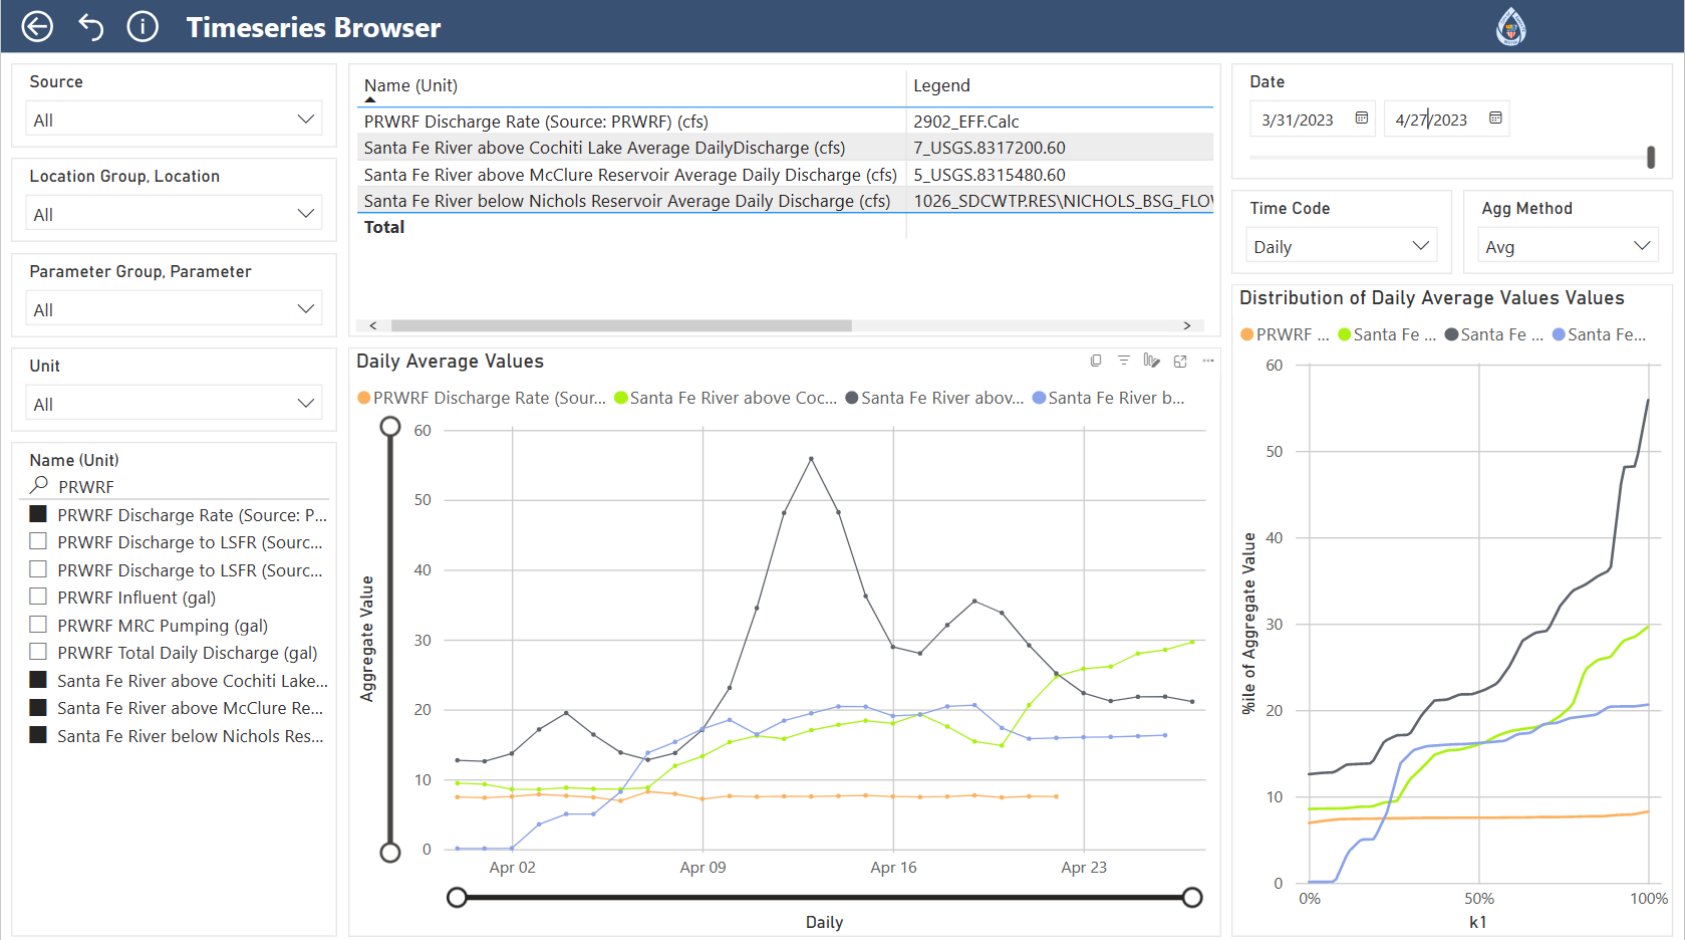 Timeseries Browser
Source
All
Location Group, Location
All
Parameter Group, Parameter
All
Unit
All
Name (Unit)
PRWRF
PRWRF Discharge Rate (Source: P...
PRWRF Discharge to LSFR (Sourc...
PRWRF Discharge to LSFR (Sourc...
PRWRF Influent (gal)
PRWRF MRC Pumping (gal)
PRWRF Total Daily Discharge (gal)
Santa Fe River above Cochiti Lake...
Santa Fe River above McClure Re...
Santa Fe River below Nichols Res...
Name (Unit) Legend
PRWRF Discharge Rate (Source: PRWRF) (cfs) 2902_EFF.Calc
Santa Fe River above Cochiti Lake Average DailyDischarge (cfs) 7_USGS.8317200.60
Santa Fe River above McClure Reservoir Average Daily Discharge (cfs) 5_USGS.8315480.60
Santa Fe River below Nichols Reservoir Average Daily Discharge (cfs) 1026_SDCWTP.RES\NICHOLS_BSG_FLO
Total
Daily Average Values
PRWRF Discharge Rate (Sour... Santa Fe River above Coc... Santa Fe River abov... Santa Fe River b...
60
50
40
30
20
10
0
Aggregate Value
Apr 02 Apr 09 Apr 16 Apr 23
Daily
Date
3/31/2023 4/27/2023
Time Code
Daily
Agg Method
Avg
Distribution of Daily Average Values Values
PRWRF ... Santa Fe ... Santa Fe ... Santa Fe...
60
50
40
30
20
10
0
%ile of Aggregate Value
0% 50% 100%
k1